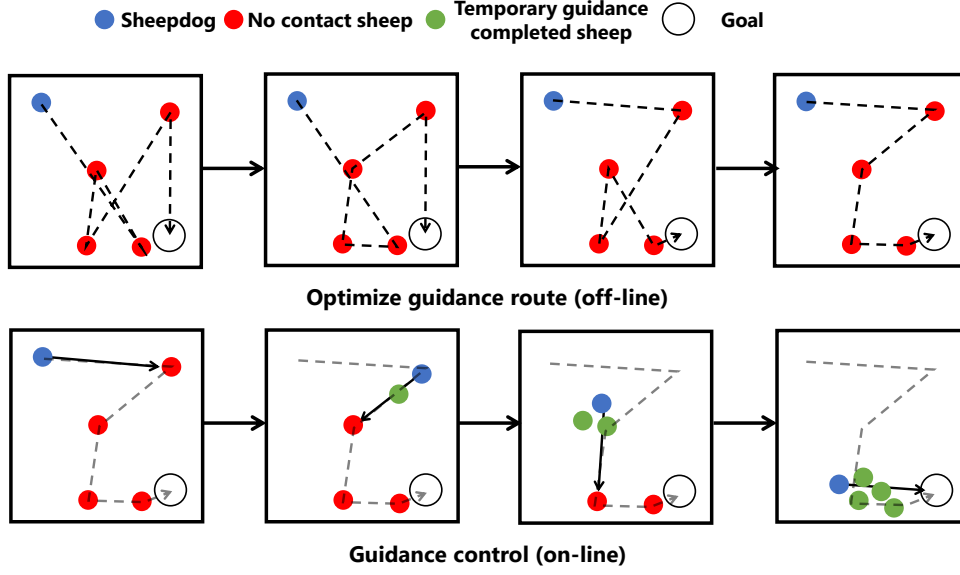 Sheepdog
No contact sheep
Temporary guidance
completed sheep
Goal
Optimize guidance route (off-line)
Guidance control (on-line)